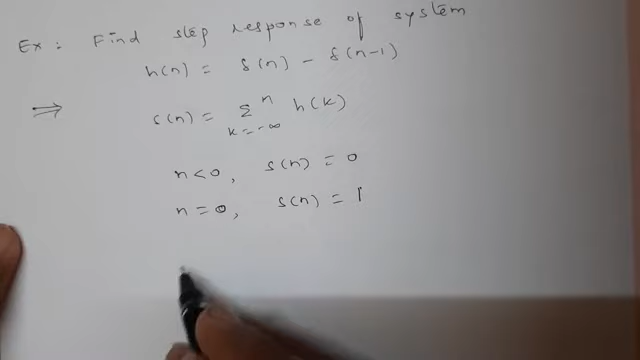 Ex: Find step response of system
h(n) = δ(n) - δ(n-1)
⇒ s(n) = Σ_{k=-∞}^{n} h(k)
n<0, s(n) = 0
n=0, s(n) = 1